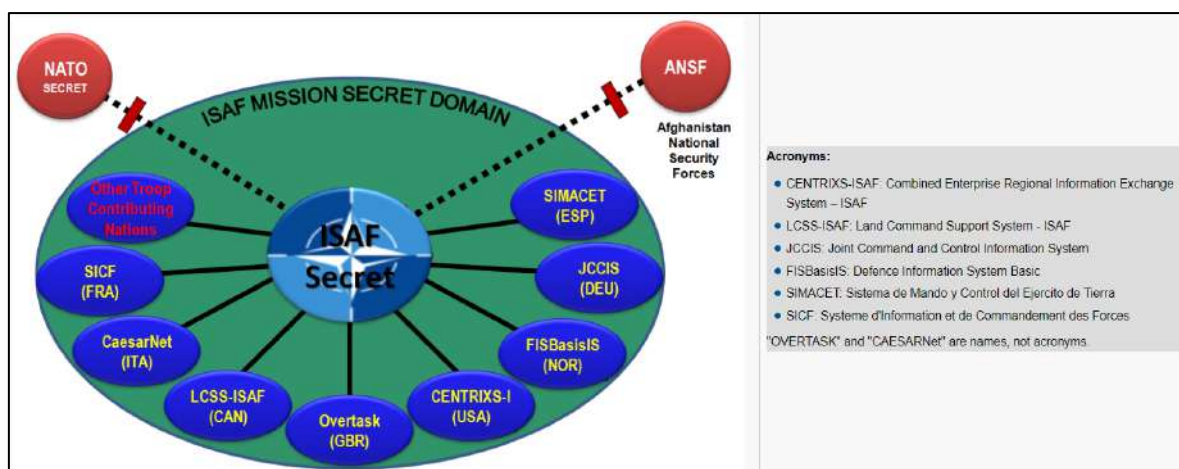 NATO
SECRET
ANSF
Afghanistan
National
Security
Forces
ISAF MISSION SECRET DOMAIN
ISAF
Secret
Other Troop
Contributing
Nations
SICF
(FRA)
CaesarNet
(ITA)
LCSS-ISAF
(CAN)
Overtask
(GBR)
CENTRIXS-I
(USA)
FISBasisIS
(NOR)
JCCIS
(DEU)
SIMACET
(ESP)
Acronyms:
CENTRIXS-ISAF: Combined Enterprise Regional Information Exchange
System – ISAF
LCSS-ISAF: Land Command Support System - ISAF
JCCIS: Joint Command and Control Information System
FISBasisIS: Defence Information System Basic
SIMACET: Sistema de Mando y Control del Ejercito de Tierra
SICF: Systeme d'Information et de Commandement des Forces
"OVERTASK" and "CAESARNet" are names, not acronyms.